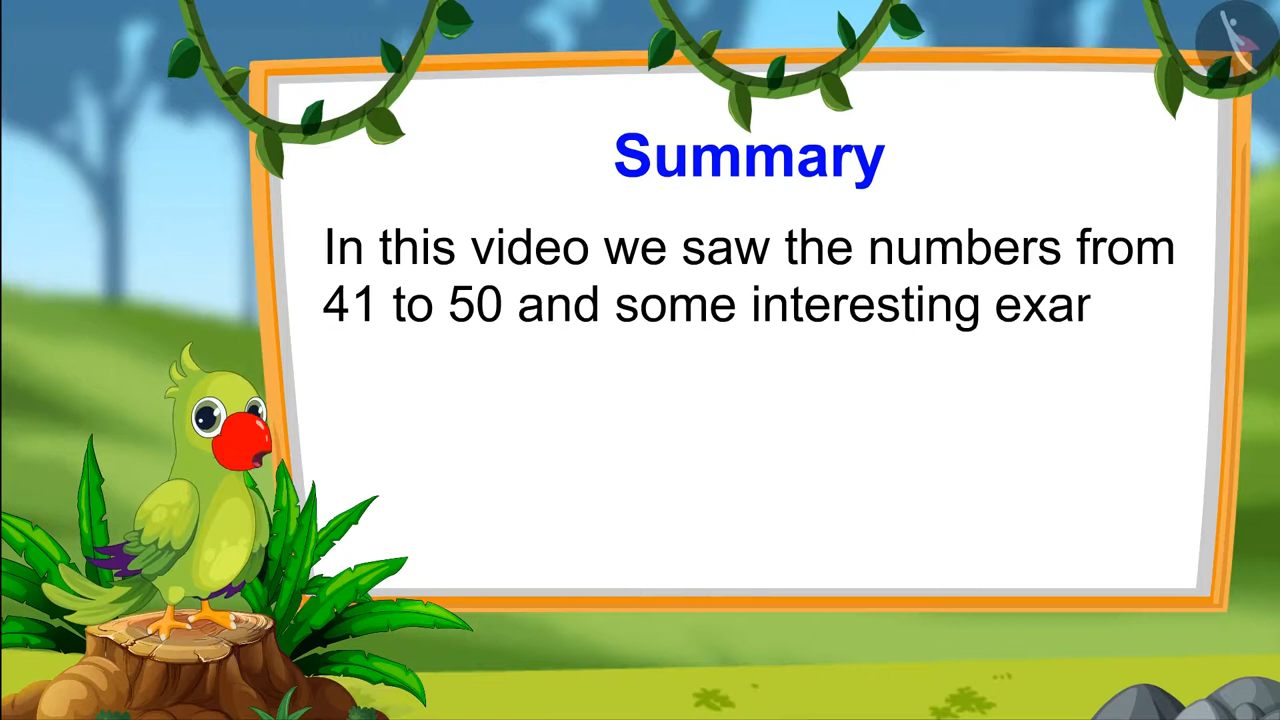 Summary
In this video we saw the numbers from
41 to 50 and some interesting exar